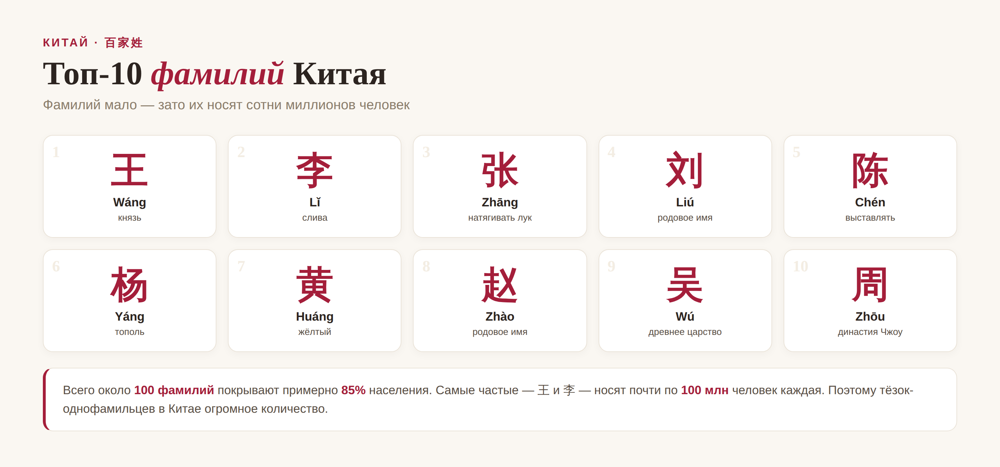 КИТАЙ · 百家姓
Топ-10 фамилий Китая
Фамилий мало — зато их носят сотни миллионов человек
1
王
Wáng
князь
2
李
Lǐ
слива
3
张
Zhāng
натягивать лук
4
刘
Liú
родовое имя
5
陈
Chén
выставлять
6
杨
Yáng
тополь
7
黄
Huáng
жёлтый
8
赵
Zhào
родовое имя
9
吴
Wú
древнее царство
10
周
Zhōu
династия Чжоу
Всего около 100 фамилий покрывают примерно 85% населения. Самые частые — 王 и 李 — носят почти по 100 млн человек каждая. Поэтому тёзок-
однофамильцев в Китае огромное количество.